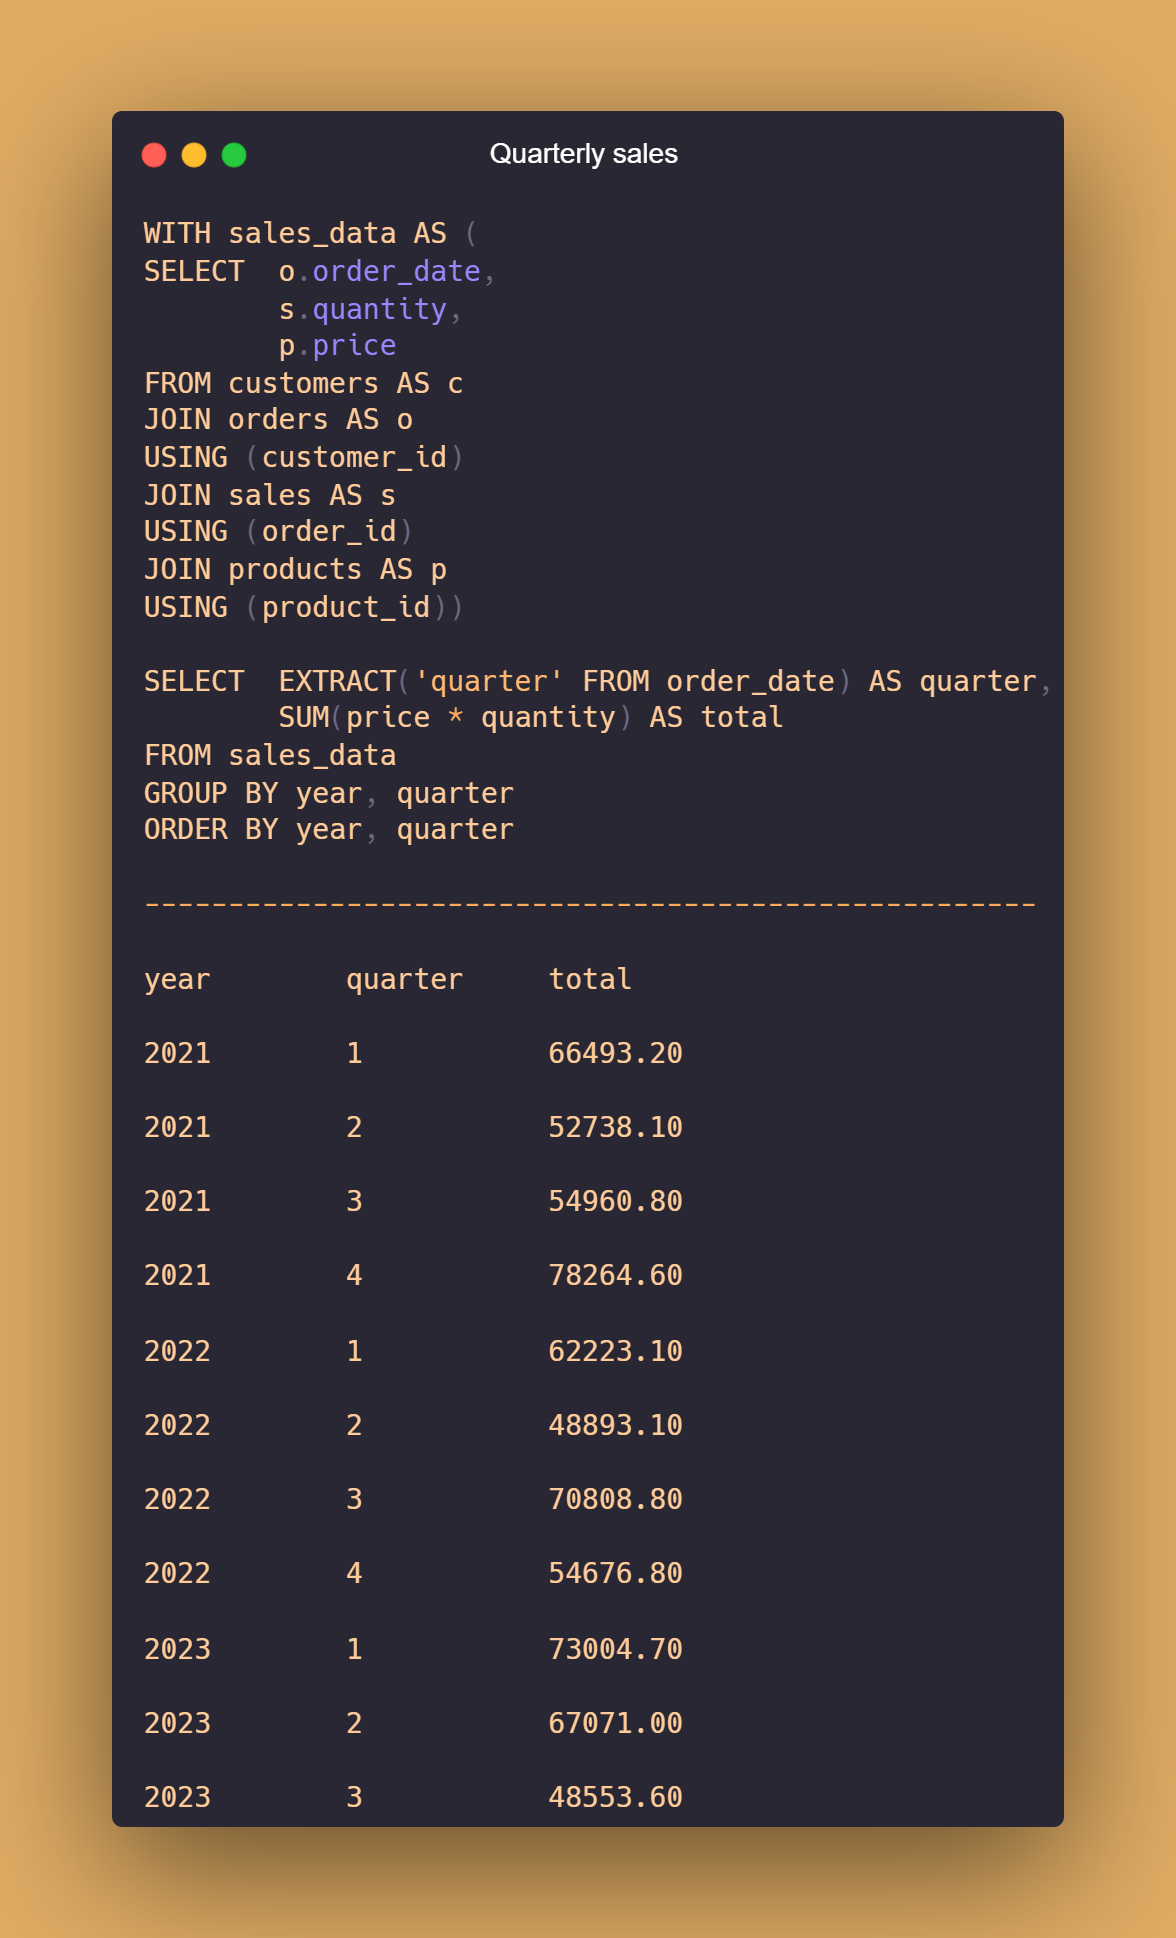 Quarterly sales
WITH sales_data AS (
SELECT  o.order_date,
        s.quantity,
        p.price
FROM customers AS c
JOIN orders AS o
USING (customer_id)
JOIN sales AS s
USING (order_id)
JOIN products AS p
USING (product_id))
SELECT  EXTRACT('quarter' FROM order_date) AS quarter,
        SUM(price * quantity) AS total
FROM sales_data
GROUP BY year, quarter
ORDER BY year, quarter
-----------------------------------------------------
year        quarter     total
2021        1           66493.20
2021        2           52738.10
2021        3           54960.80
2021        4           78264.60
2022        1           62223.10
2022        2           48893.10
2022        3           70808.80
2022        4           54676.80
2023        1           73004.70
2023        2           67071.00
2023        3           48553.60